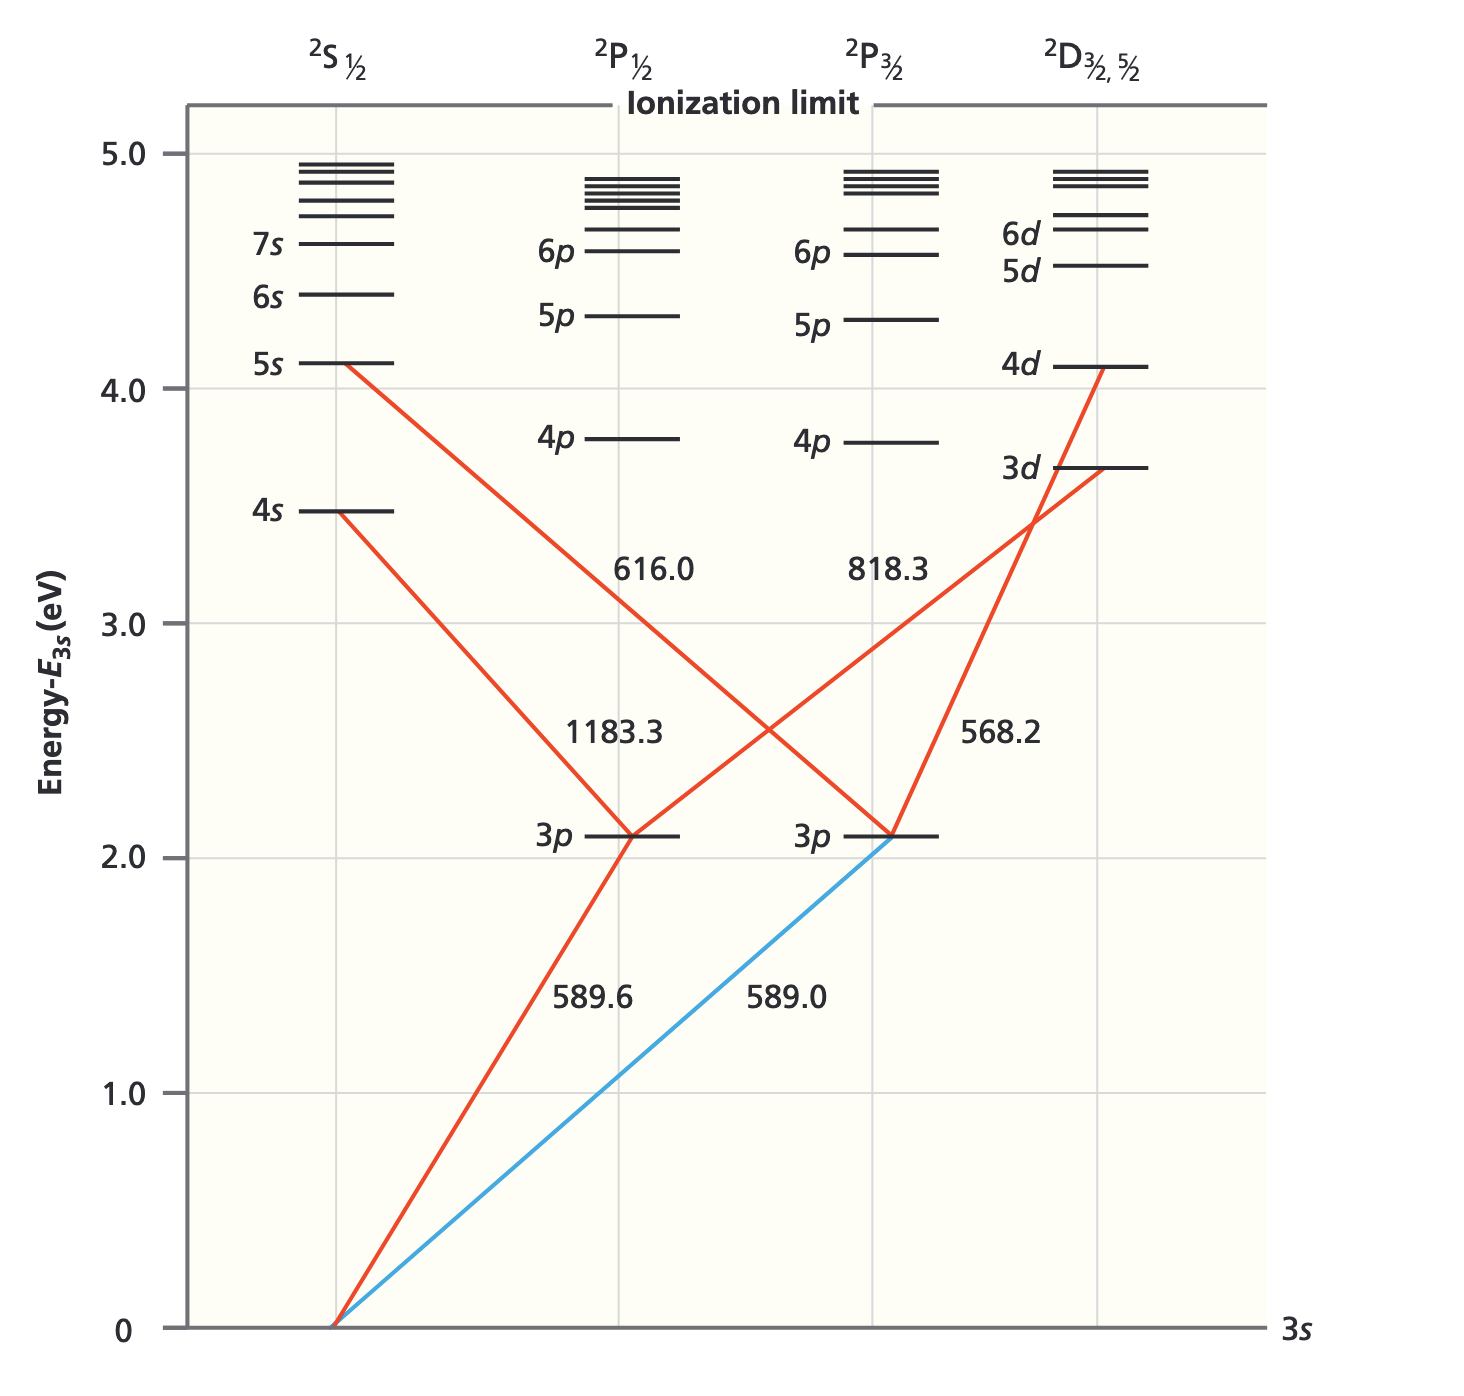 ²S½ ²P½ ²P3⁄2 ²D3⁄2, 5⁄2
Ionization limit
5.0
7s 6p 6p 6d
5d
6s
5p 5p
5s 4d
4.0
4p 4p
3d
4s
616.0 818.3
3.0
1183.3 568.2
3p 3p
2.0
589.6 589.0
1.0
0 3s
Energy-E3s(eV)